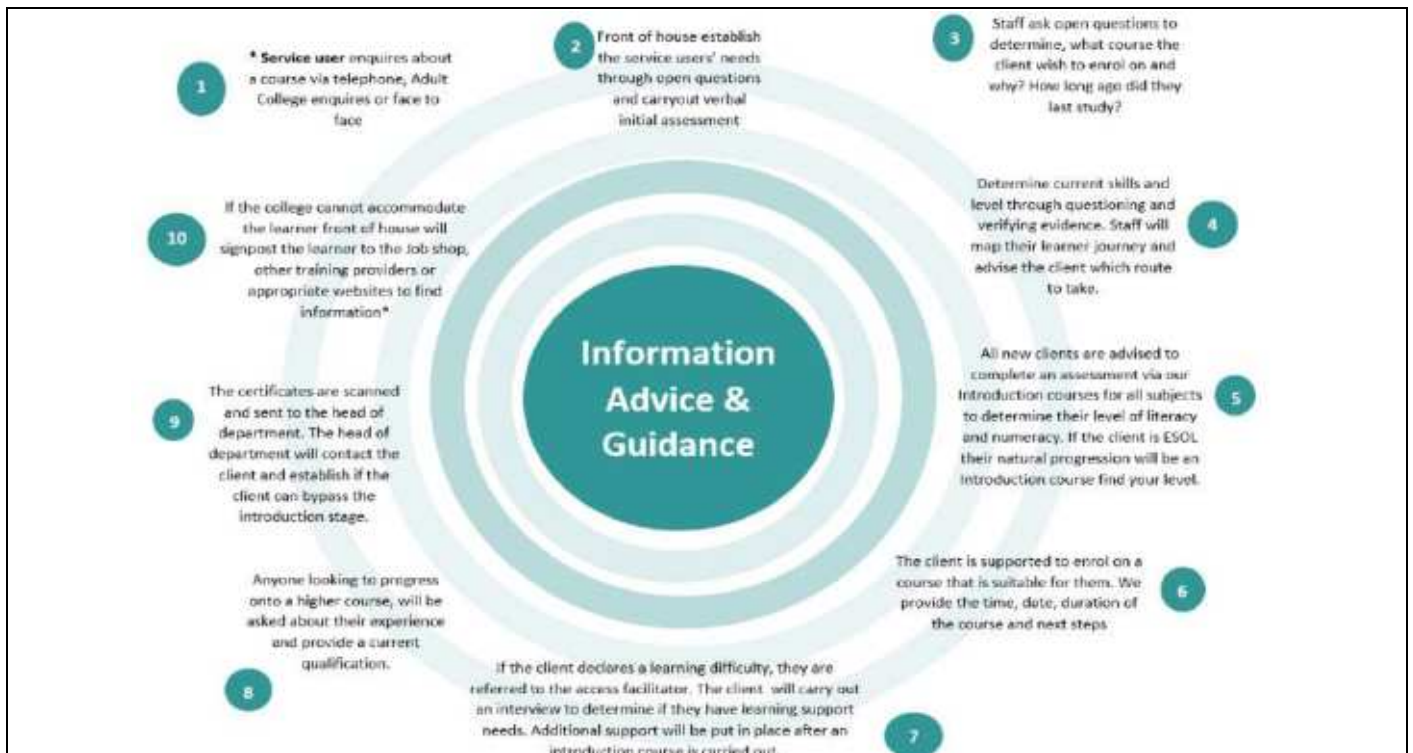 1
* Service user enquires about
a course via telephone, Adult
College enquires or face to
face
2
Front of house establish
the service users' needs
through open questions
and carryout verbal
initial assessment
3
Staff ask open questions to
determine, what course the
client wish to enrol on and
why? How long ago did they
last study?
4
Determine current skills and
level through questioning and
verifying evidence. Staff will
map their learner journey and
advise the client which route
to take.
5
All new clients are advised to
complete an assessment via our
Introduction courses for all subjects
to determine their level of literacy
and numeracy. If the client is ESOL
their natural progression will be an
Introduction course find your level.
6
The client is supported to enrol on a
course that is suitable for them. We
provide the time, date, duration of
the course and next steps
7
If the client declares a learning difficulty, they are
referred to the access facilitator. The client will carry out
an interview to determine if they have learning support
needs. Additional support will be put in place after an
introduction course is carried out
8
Anyone looking to progress
onto a higher course, will be
asked about their experience
and provide a current
qualification.
9
The certificates are scanned
and sent to the head of
department. The head of
department will contact the
client and establish if the
client can bypass the
introduction stage.
10
If the college cannot accommodate
the learner front of house will
signpost the learner to the Job shop,
other training providers or
appropriate websites to find
information*
Information
Advice &
Guidance